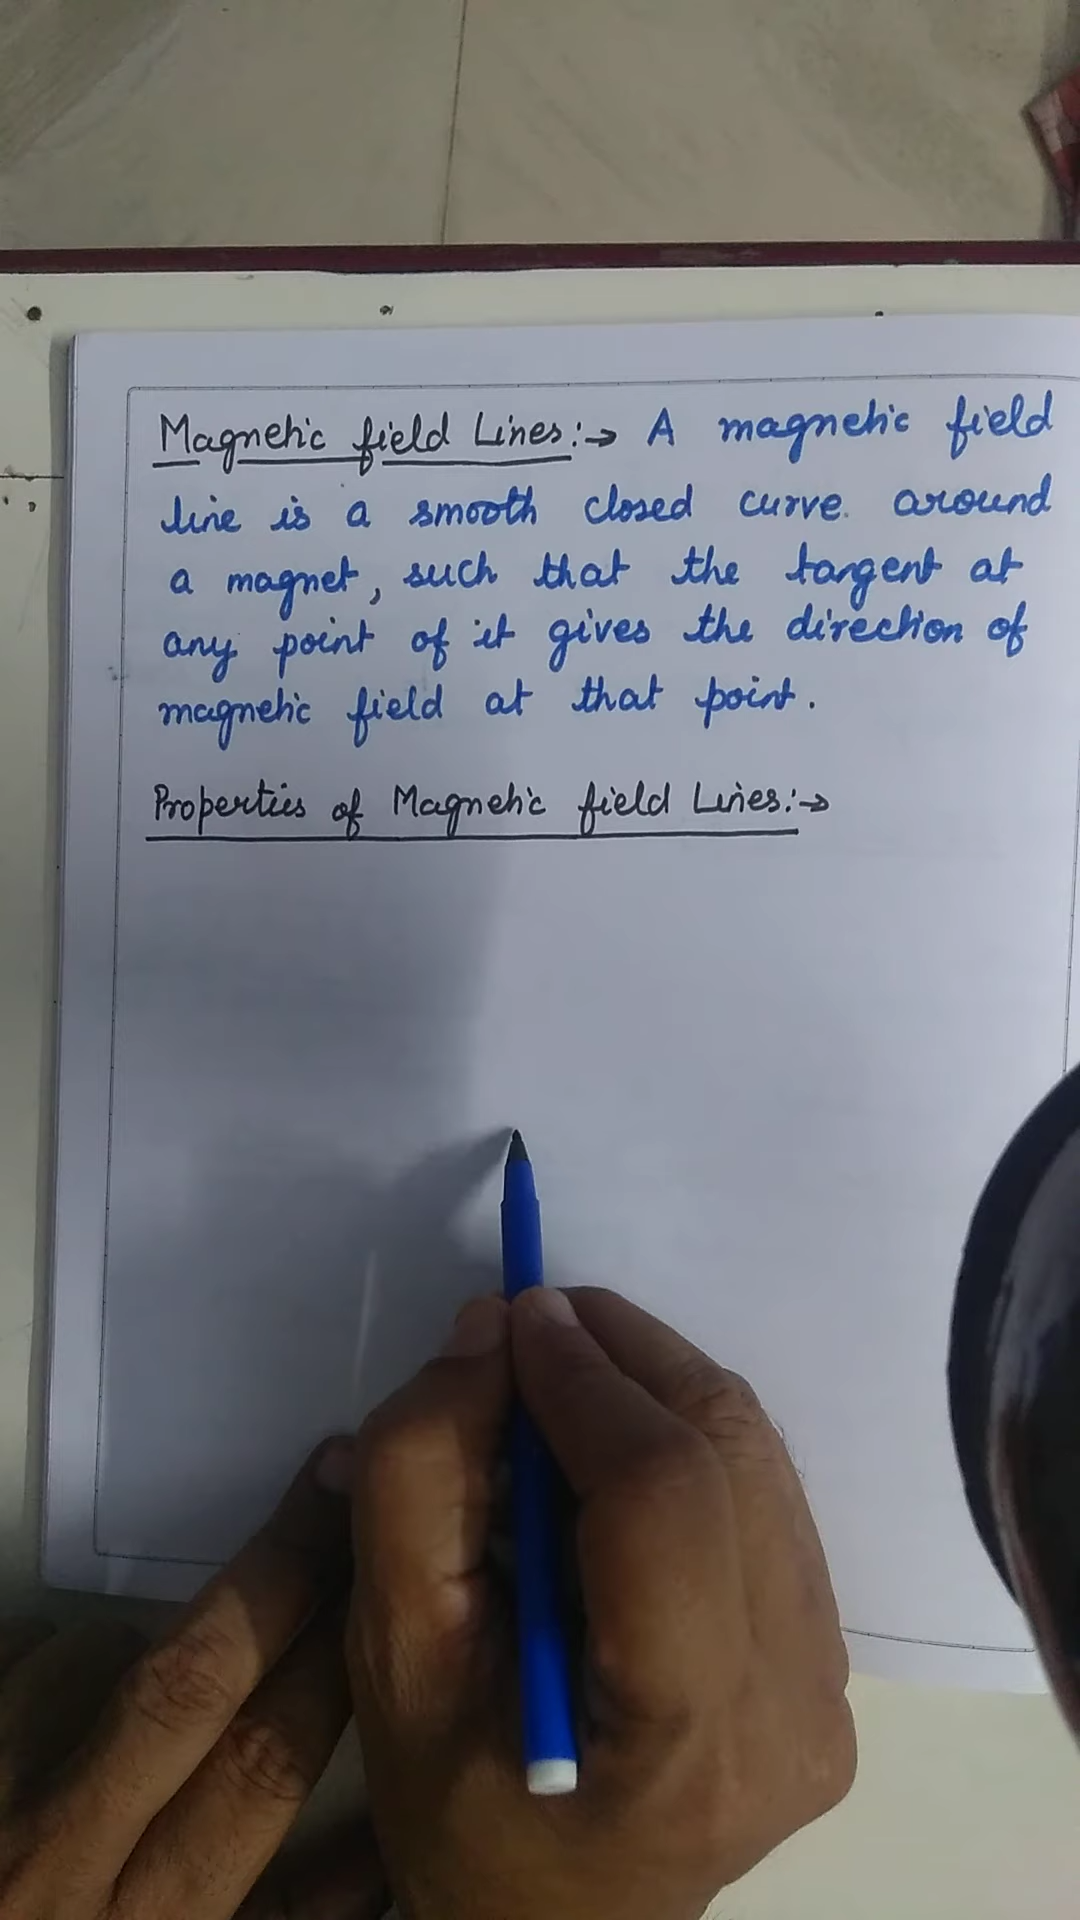 Magnetic field Lines:→ A magnetic field
line is a smooth closed curve. around
a magnet, such that the tangent at
any point of it gives the direction of
magnetic field at that point.
Properties of Magnetic field Lines:→